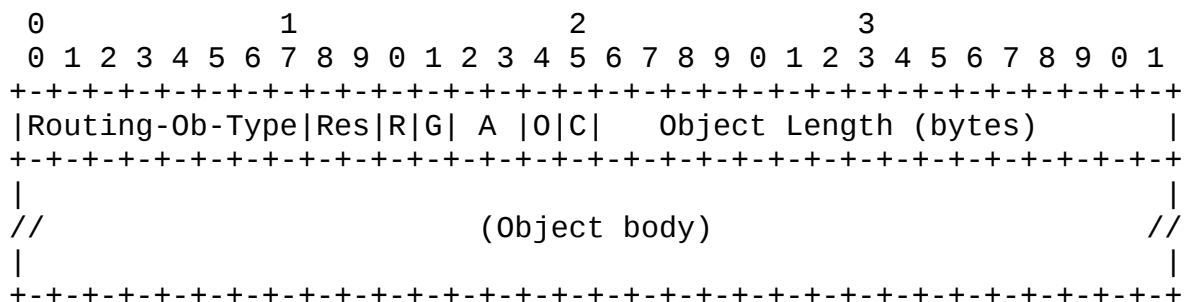 0                   1                   2                   3
 0 1 2 3 4 5 6 7 8 9 0 1 2 3 4 5 6 7 8 9 0 1 2 3 4 5 6 7 8 9 0 1
+-+-+-+-+-+-+-+-+-+-+-+-+-+-+-+-+-+-+-+-+-+-+-+-+-+-+-+-+-+-+-+-+
|Routing-Ob-Type|Res|R|G| A |O|C|   Object Length (bytes)       |
+-+-+-+-+-+-+-+-+-+-+-+-+-+-+-+-+-+-+-+-+-+-+-+-+-+-+-+-+-+-+-+-+
|                                                               |
//                        (Object body)                        //
|                                                               |
+-+-+-+-+-+-+-+-+-+-+-+-+-+-+-+-+-+-+-+-+-+-+-+-+-+-+-+-+-+-+-+-+